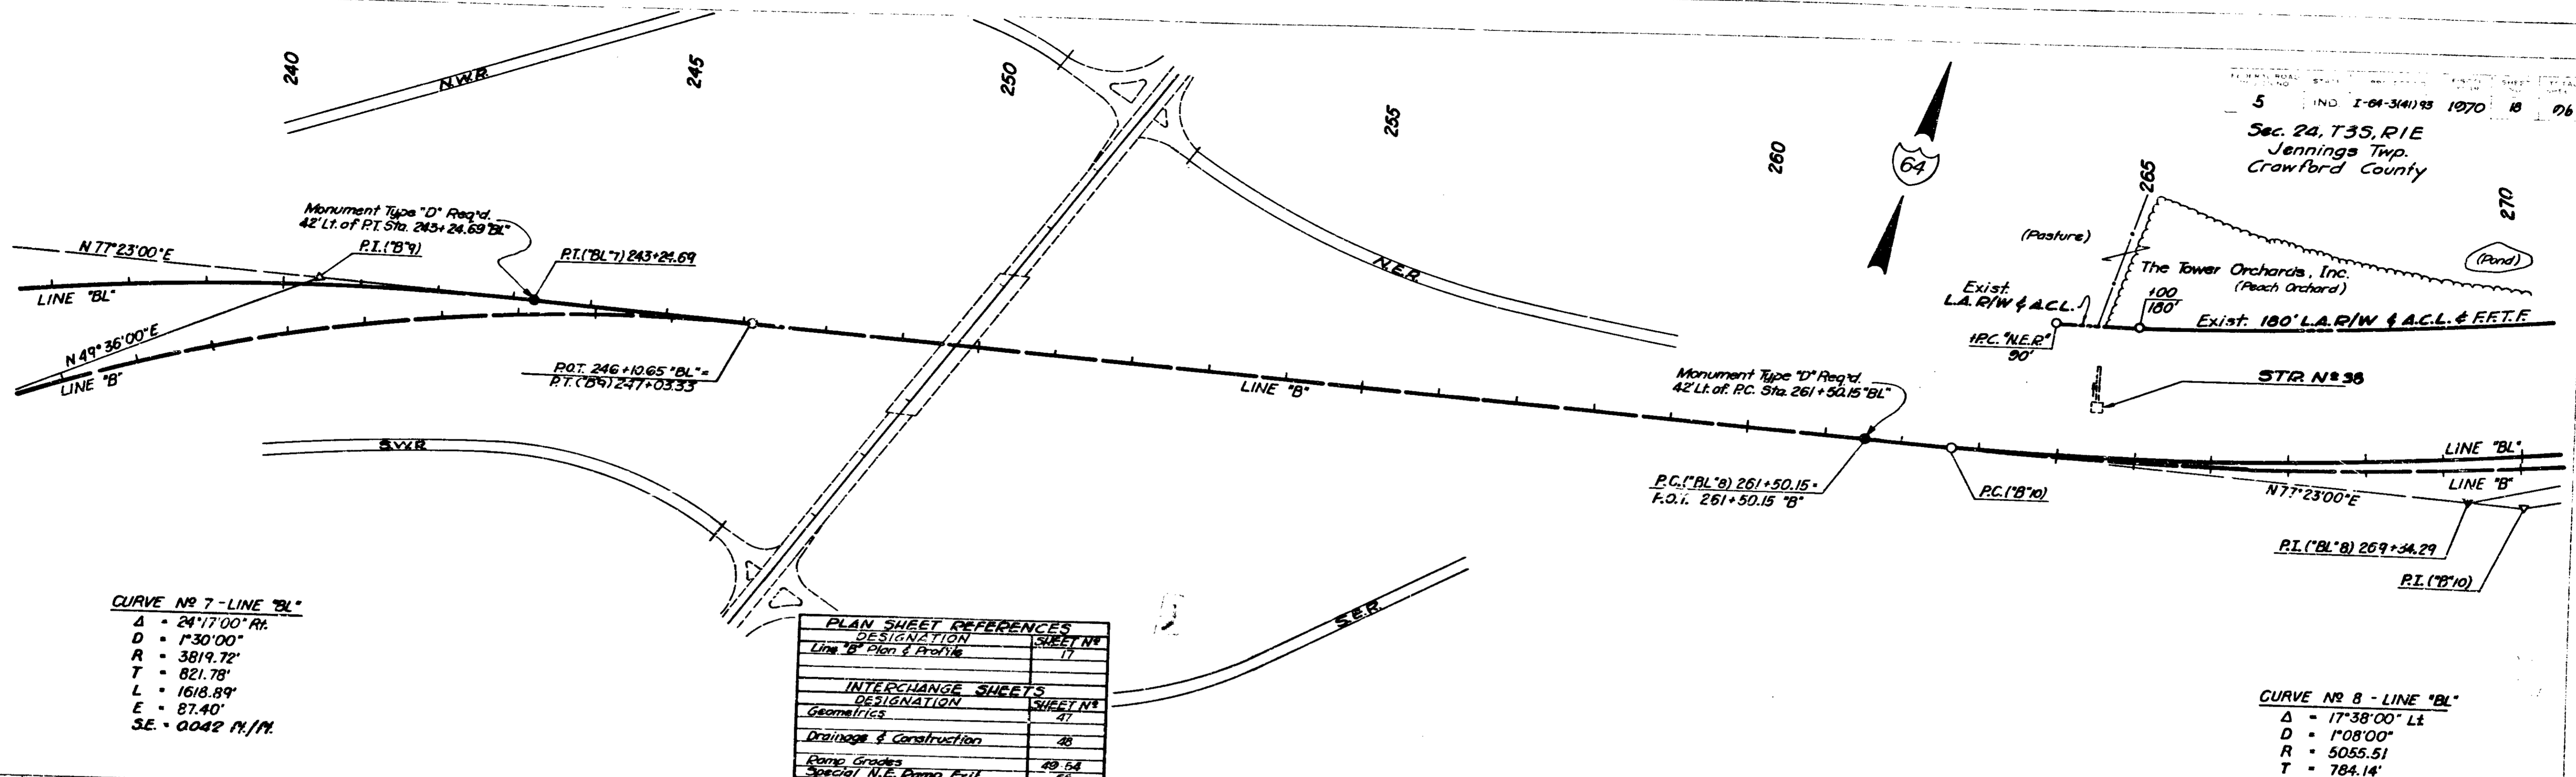 240
245
250
255
260
265
270
N.W.R.
5 IND. I-64-3(41)93 1970 18
Sec. 24, T3S, R1E
Jennings Twp.
Crawford County
64
Monument Type "D" Req'd.
42' Lt. of P.T. Sta. 243+24.69 "BL"
P.I. ("B"9)
P.T. ("BL"7) 243+24.69
N 77°23'00" E
LINE "BL"
N 49°36'00" E
LINE "B"
P.O.T. 246+10.65 "BL" =
P.T. ("B"9) 247+03.33
N.E.R.
LINE "B"
(Pasture)
The Tower Orchards, Inc.
(Peach Orchard)
(Pond)
Exist.
L.A. R/W & A.C.L.
+00
180'
Exist. 180' L.A. R/W & A.C.L. & F.F.T.F.
+P.C. "N.E.R."
90'
STR. Nº 38
Monument Type "D" Req'd.
42' Lt. of P.C. Sta. 261+50.15 "BL"
P.C. ("BL"8) 261+50.15 =
P.O.T. 261+50.15 "B"
P.C. ("B"10)
LINE "BL"
LINE "B"
N 77°23'00" E
P.I. ("BL"8) 269+34.29
P.I. ("B"10)
S.W.R.
S.E.R.
CURVE Nº 7 - LINE "BL"
Δ = 24°17'00" Rt.
D = 1°30'00"
R = 3819.72'
T = 821.78'
L = 1618.89'
E = 87.40'
S.E. = 0.042 Ft./Ft.
PLAN SHEET REFERENCES
DESIGNATION SHEET Nº
Line "B" Plan & Profile 17
INTERCHANGE SHEETS
DESIGNATION SHEET Nº
Geometrics 47
Drainage & Construction 48
Ramp Grades 49-54
Special N.E. Ramp Exit
CURVE Nº 8 - LINE "BL"
Δ = 17°38'00" Lt
D = 1°08'00"
R = 5055.51
T = 784.14'